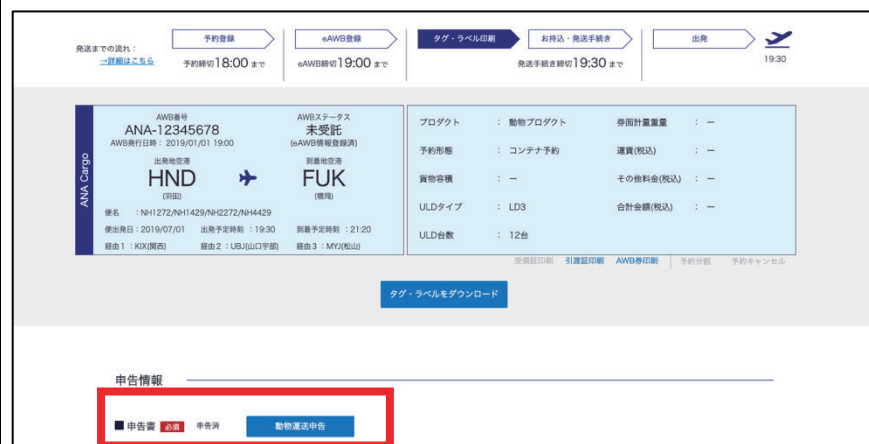 予約登録 eAWB登録 タグ・ラベル印刷 お持込・発送手続き 出発
発送までの流れ：
→詳細はこちら
予約締切18:00 まで eAWB締切19:00 まで 発送手続き締切19:30 まで 19:30
ANA Cargo
AWB番号
ANA-12345678
AWB発行日時： 2019/01/01 19:00
AWBステータス
未受託
(eAWB情報登録済)
出発地空港
HND
(羽田)
到着地空港
FUK
(福岡)
便名 ：NH1272/NH1429/NH2272/NH4429
便出発日：2019/07/01 出発予定時刻 ：19:30 到着予定時刻 ：21:20
経由1 ：KIX(関西) 経由2 ：UBJ(山口宇部) 経由3 ：MYJ(松山)
プロダクト ： 動物プロダクト 券面計量重量 ： ー
予約形態 ： コンテナ予約 運賃(税込) ： ー
貨物容積 ： ー その他料金(税込) ： ー
ULDタイプ ： LD3 合計金額(税込) ： ー
ULD台数 ： 12台
受領証印刷 引渡証印刷 AWB券印刷 予約分割 予約キャンセル
タグ・ラベルをダウンロード
申告情報
■ 申告書 必須 申告済 動物運送申告